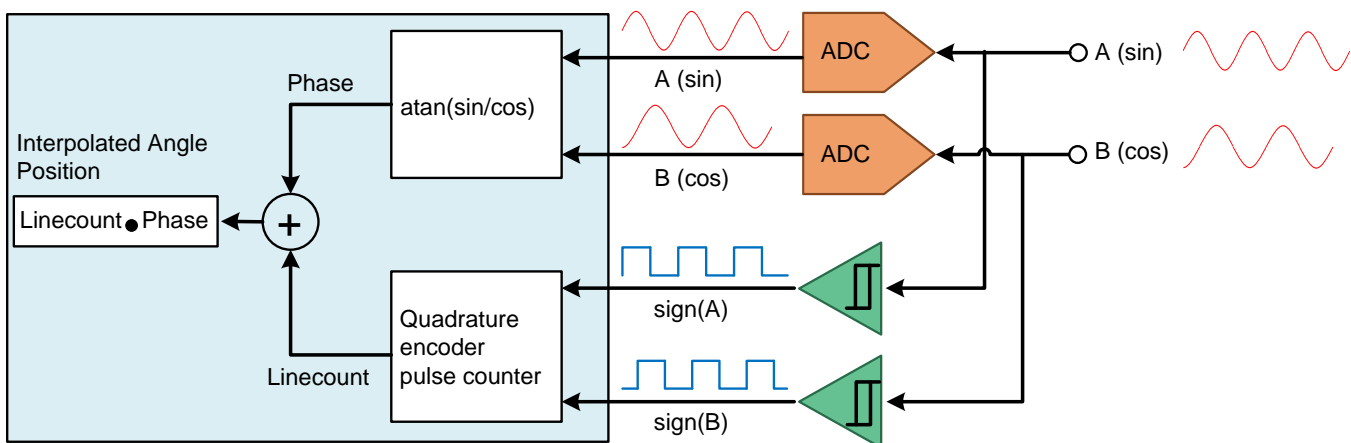 A (sin)
ADC
A (sin)
Phase
atan(sin/cos)
Interpolated Angle
Position
B (cos)
ADC
B (cos)
Linecount ● Phase
+
sign(A)
Quadrature
encoder
pulse counter
Linecount
sign(B)